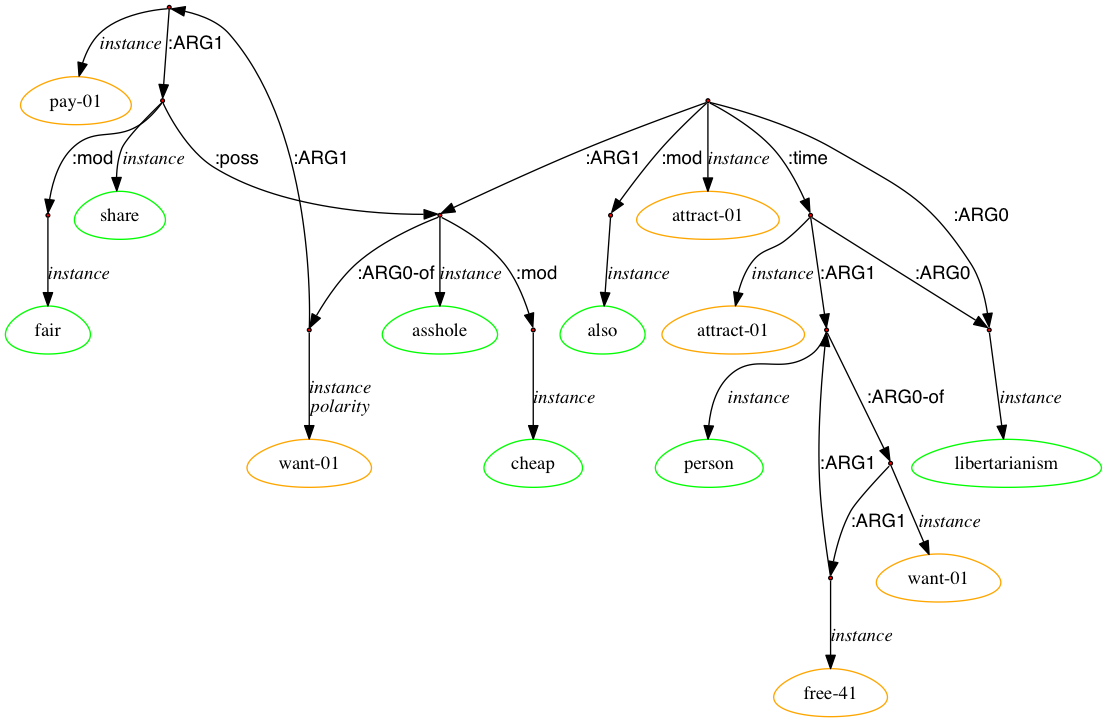 instance :ARG1
pay-01
:mod instance :poss :ARG1 :ARG1 :mod instance :time
share attract-01 :ARG0
instance :ARG0-of instance :mod instance instance :ARG1 :ARG0
fair asshole also attract-01
instance
polarity instance instance :ARG0-of instance
want-01 cheap person :ARG1 libertarianism
:ARG1 instance
want-01
instance
free-41